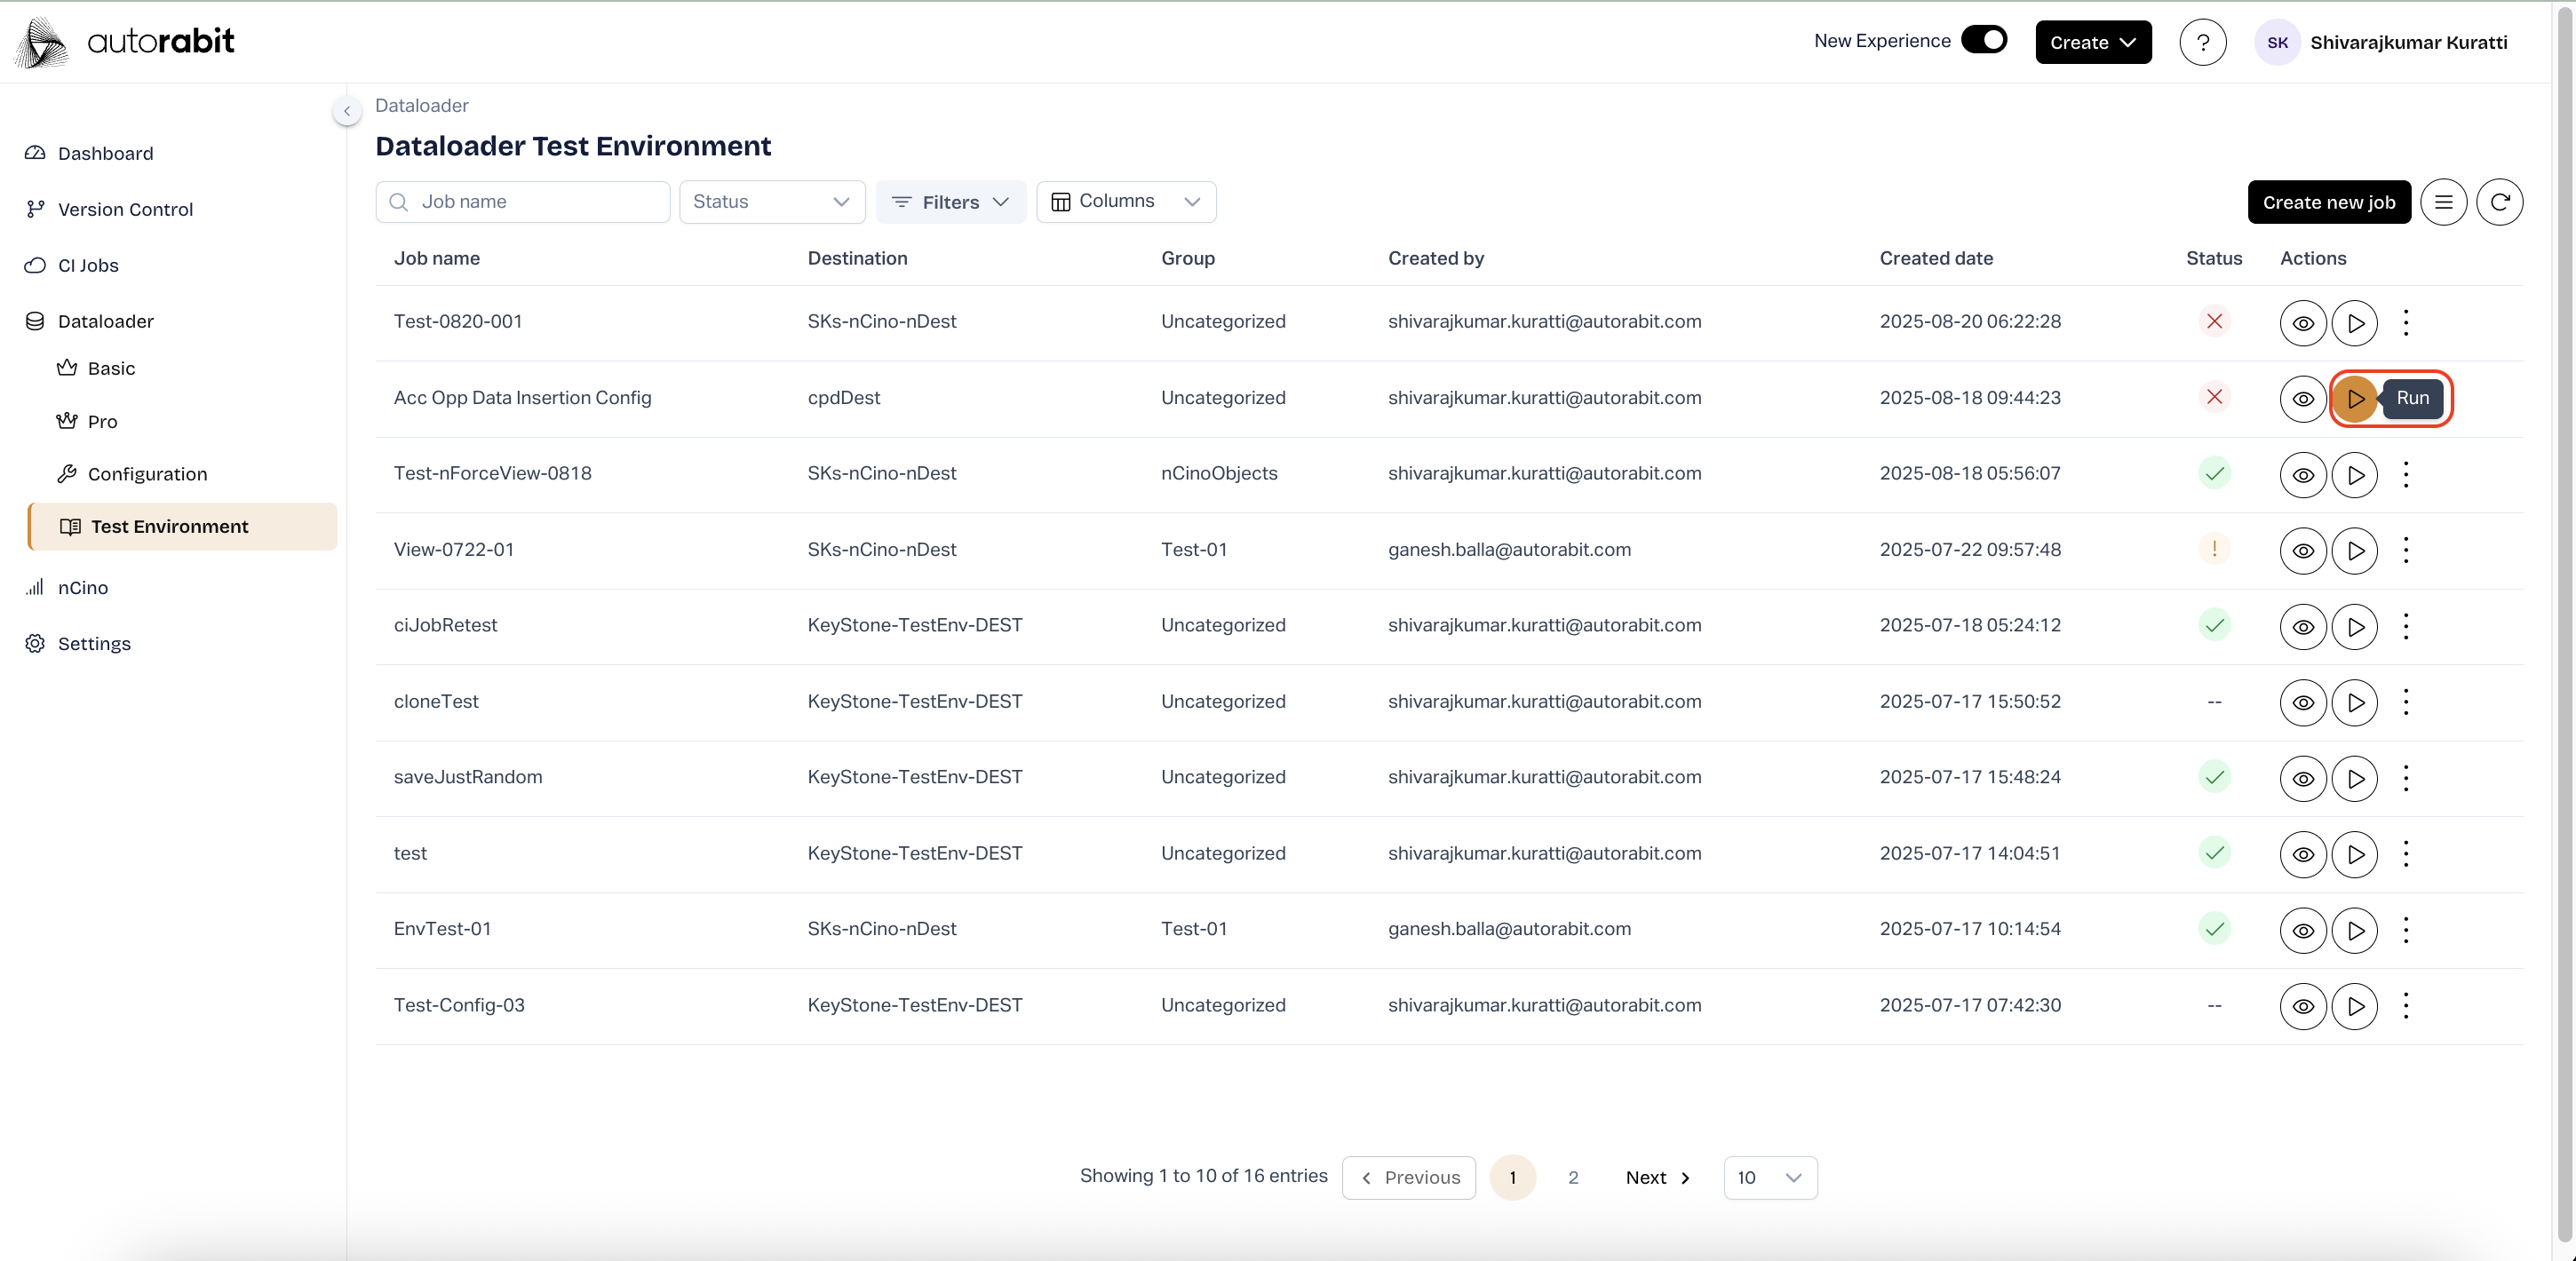 autorabit
New Experience
Create
?
SK
Shivarajkumar Kuratti
Dashboard
Version Control
CI Jobs
Dataloader
Basic
Pro
Configuration
Test Environment
nCino
Settings
Dataloader
Dataloader Test Environment
Job name
Status
Filters
Columns
Create new job
Job name Destination Group Created by Created date Status Actions
Test-0820-001 SKs-nCino-nDest Uncategorized shivarajkumar.kuratti@autorabit.com 2025-08-20 06:22:28
Acc Opp Data Insertion Config cpdDest Uncategorized shivarajkumar.kuratti@autorabit.com 2025-08-18 09:44:23 Run
Test-nForceView-0818 SKs-nCino-nDest nCinoObjects shivarajkumar.kuratti@autorabit.com 2025-08-18 05:56:07
View-0722-01 SKs-nCino-nDest Test-01 ganesh.balla@autorabit.com 2025-07-22 09:57:48 !
ciJobRetest KeyStone-TestEnv-DEST Uncategorized shivarajkumar.kuratti@autorabit.com 2025-07-18 05:24:12
cloneTest KeyStone-TestEnv-DEST Uncategorized shivarajkumar.kuratti@autorabit.com 2025-07-17 15:50:52 --
saveJustRandom KeyStone-TestEnv-DEST Uncategorized shivarajkumar.kuratti@autorabit.com 2025-07-17 15:48:24
test KeyStone-TestEnv-DEST Uncategorized shivarajkumar.kuratti@autorabit.com 2025-07-17 14:04:51
EnvTest-01 SKs-nCino-nDest Test-01 ganesh.balla@autorabit.com 2025-07-17 10:14:54
Test-Config-03 KeyStone-TestEnv-DEST Uncategorized shivarajkumar.kuratti@autorabit.com 2025-07-17 07:42:30 --
Showing 1 to 10 of 16 entries Previous 1 2 Next 10